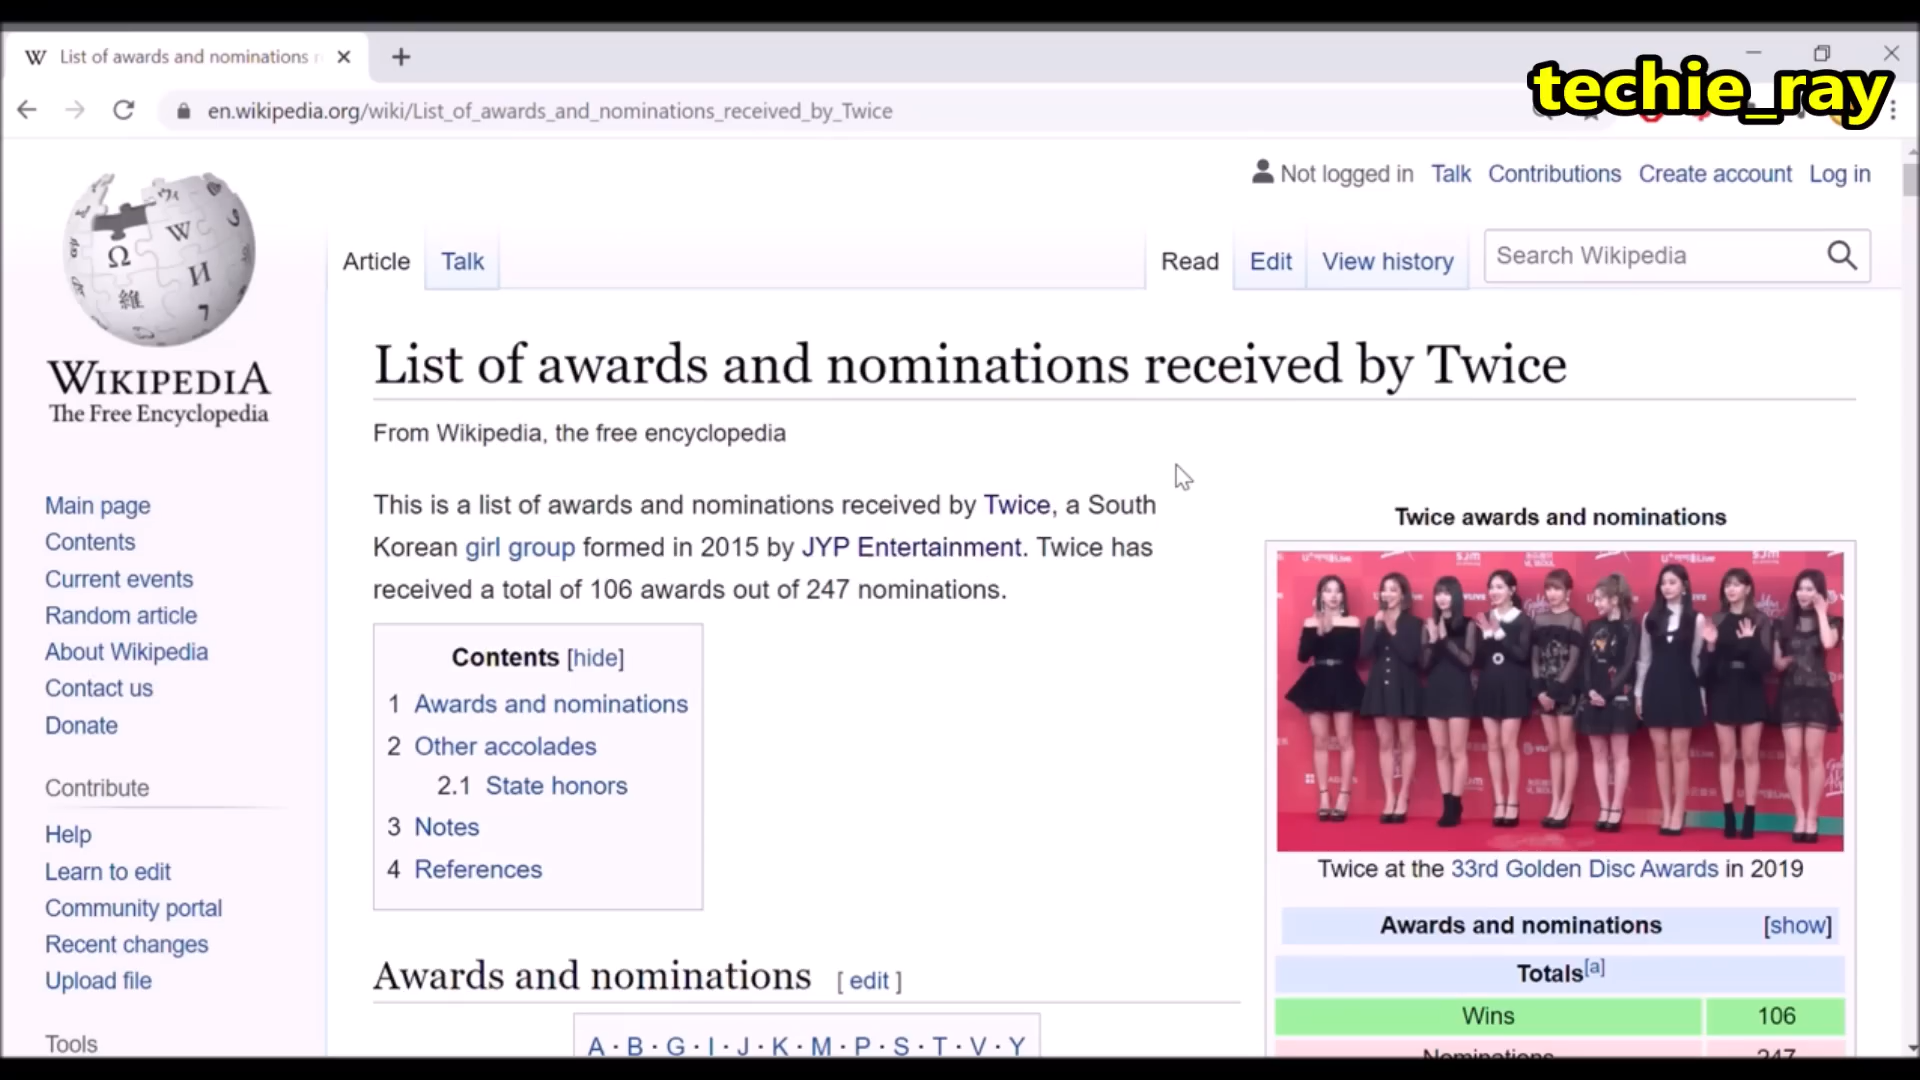 List of awards and nominations r
techie_ray
en.wikipedia.org/wiki/List_of_awards_and_nominations_received_by_Twice
Not logged in Talk Contributions Create account Log in
Article Talk Read Edit View history Search Wikipedia
WIKIPEDIA
The Free Encyclopedia
List of awards and nominations received by Twice
From Wikipedia, the free encyclopedia
Main page
Contents
Current events
Random article
About Wikipedia
Contact us
Donate
Contribute
Help
Learn to edit
Community portal
Recent changes
Upload file
Tools
This is a list of awards and nominations received by Twice, a South
Korean girl group formed in 2015 by JYP Entertainment. Twice has
received a total of 106 awards out of 247 nominations.
Contents [hide]
1 Awards and nominations
2 Other accolades
2.1 State honors
3 Notes
4 References
Awards and nominations [ edit ]
A · B · G · I · J · K · M · P · S · T · V · Y
Twice awards and nominations
Twice at the 33rd Golden Disc Awards in 2019
Awards and nominations [show]
Totals[a]
Wins 106
Nominations 247